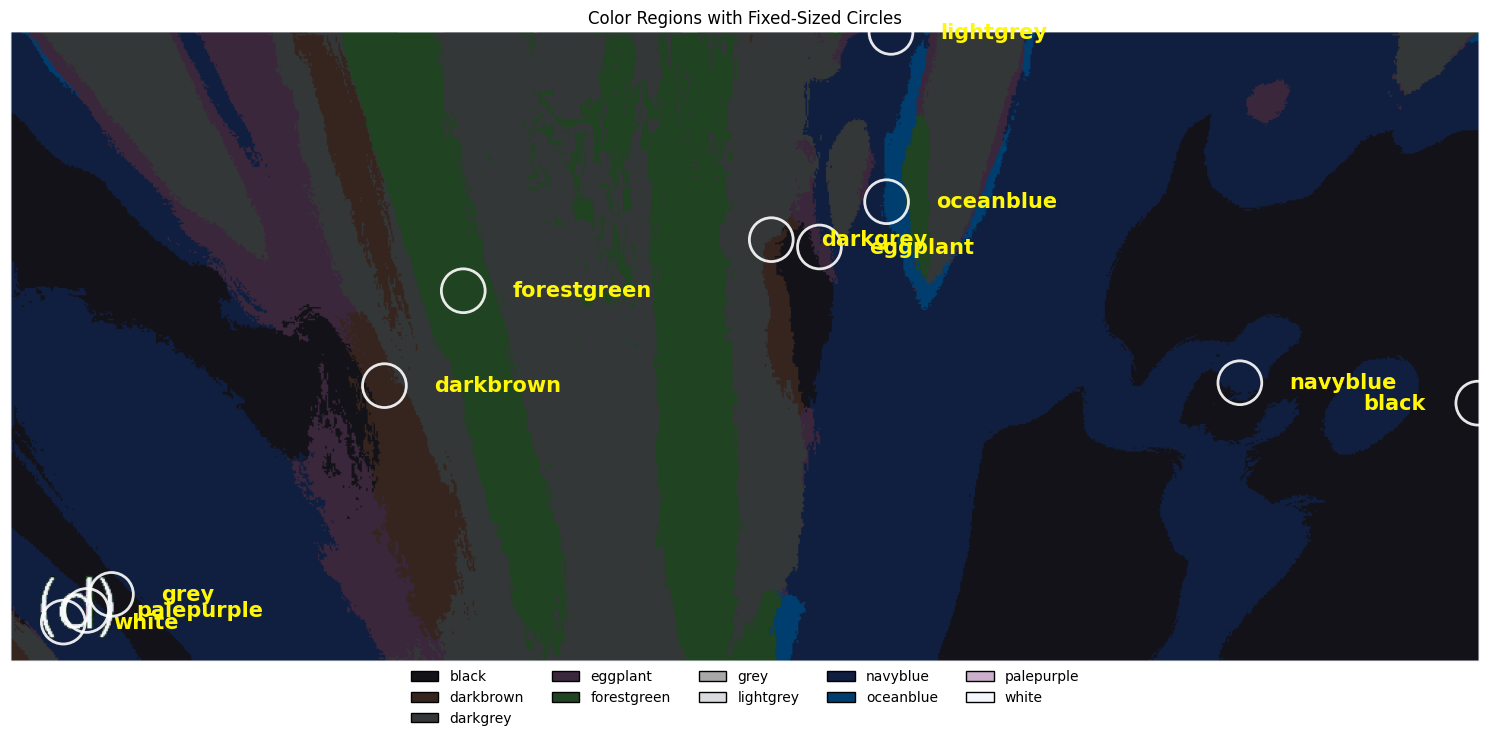 Color Regions with Fixed-Sized Circles
lightgrey
oceanblue
darkgrey
eggplant
forestgreen
darkbrown
navyblue
black
grey
palepurple
white
(d)
black
eggplant
grey
navyblue
palepurple
darkbrown
forestgreen
lightgrey
oceanblue
white
darkgrey